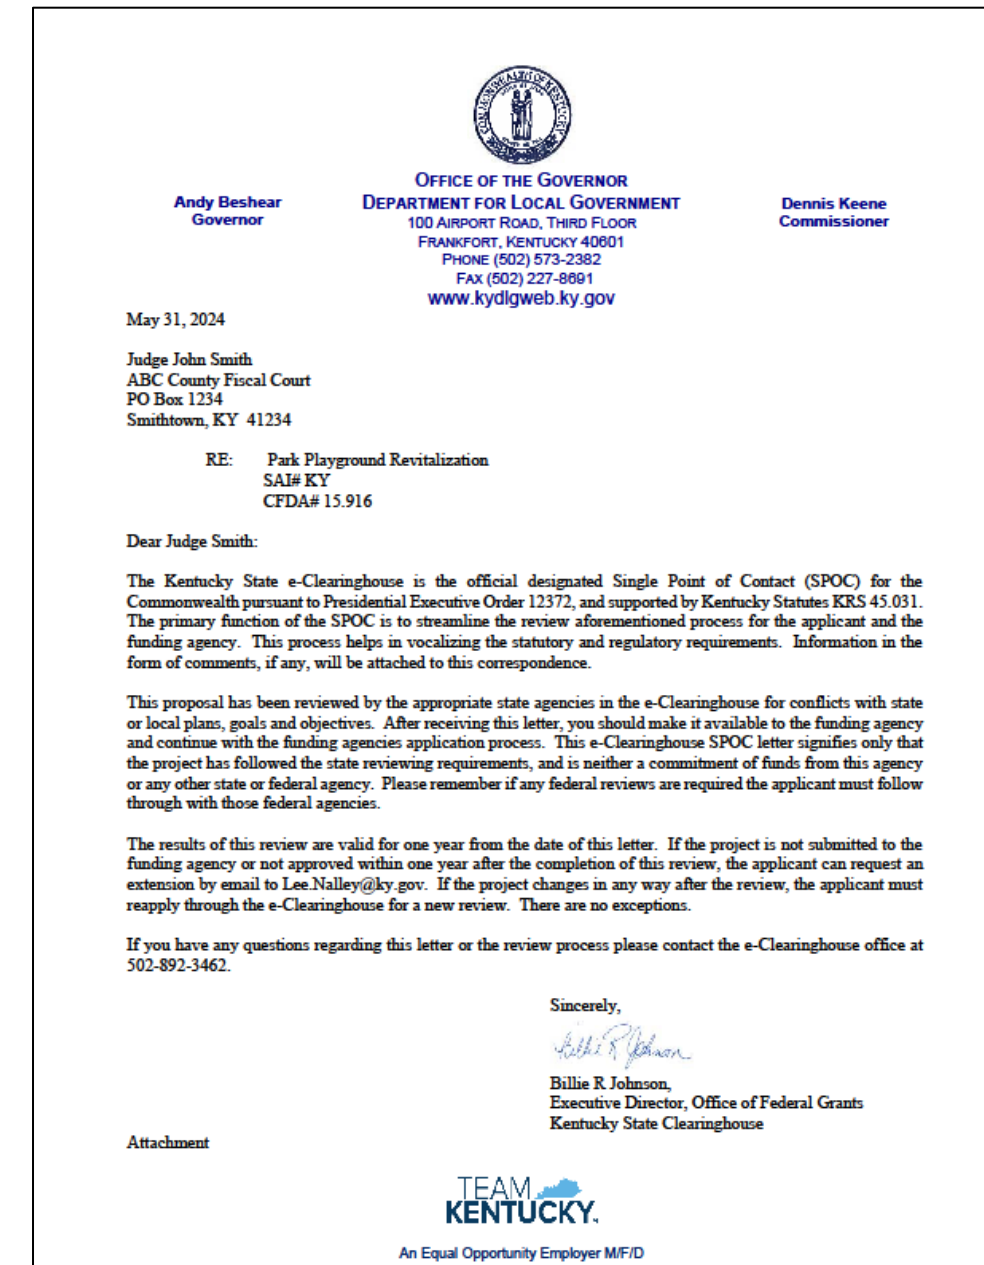 COMMONWEALTH OF KENTUCKY
OFFICE OF THE GOVERNOR
Andy Beshear DEPARTMENT FOR LOCAL GOVERNMENT Dennis Keene
Governor 100 AIRPORT ROAD, THIRD FLOOR Commissioner
FRANKFORT, KENTUCKY 40601
PHONE (502) 573-2382
FAX (502) 227-8691
www.kydlgweb.ky.gov
May 31, 2024
Judge John Smith
ABC County Fiscal Court
PO Box 1234
Smithtown, KY 41234
RE: Park Playground Revitalization
SAI# KY
CFDA# 15.916
Dear Judge Smith:
The Kentucky State e-Clearinghouse is the official designated Single Point of Contact (SPOC) for the
Commonwealth pursuant to Presidential Executive Order 12372, and supported by Kentucky Statutes KRS 45.031.
The primary function of the SPOC is to streamline the review aforementioned process for the applicant and the
funding agency. This process helps in vocalizing the statutory and regulatory requirements. Information in the
form of comments, if any, will be attached to this correspondence.
This proposal has been reviewed by the appropriate state agencies in the e-Clearinghouse for conflicts with state
or local plans, goals and objectives. After receiving this letter, you should make it available to the funding agency
and continue with the funding agencies application process. This e-Clearinghouse SPOC letter signifies only that
the project has followed the state reviewing requirements, and is neither a commitment of funds from this agency
or any other state or federal agency. Please remember if any federal reviews are required the applicant must follow
through with those federal agencies.
The results of this review are valid for one year from the date of this letter. If the project is not submitted to the
funding agency or not approved within one year after the completion of this review, the applicant can request an
extension by email to Lee.Nalley@ky.gov. If the project changes in any way after the review, the applicant must
reapply through the e-Clearinghouse for a new review. There are no exceptions.
If you have any questions regarding this letter or the review process please contact the e-Clearinghouse office at
502-892-3462.
Sincerely,
Billie R Johnson
Billie R Johnson,
Executive Director, Office of Federal Grants
Kentucky State Clearinghouse
Attachment
TEAM
KENTUCKY.
An Equal Opportunity Employer M/F/D